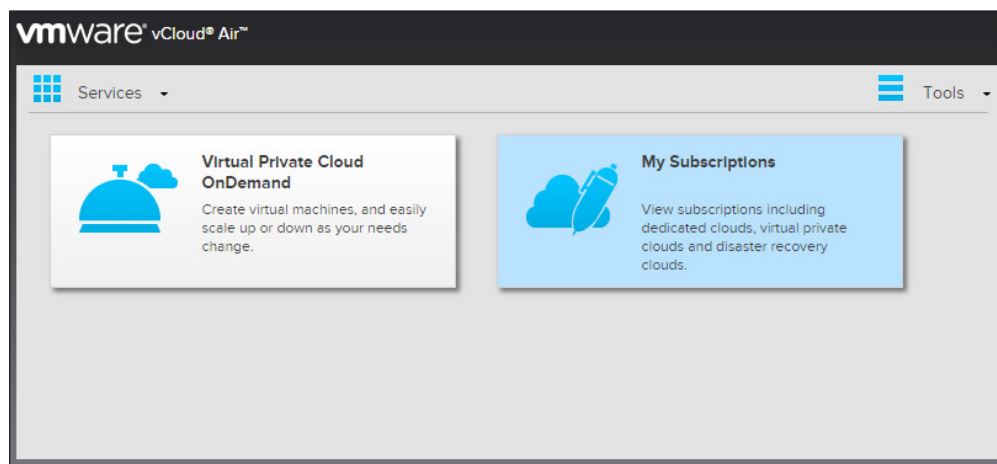 vmware® vCloud® Air™
Services
Tools
Virtual Private Cloud
OnDemand
Create virtual machines, and easily
scale up or down as your needs
change.
My Subscriptions
View subscriptions including
dedicated clouds, virtual private
clouds and disaster recovery
clouds.